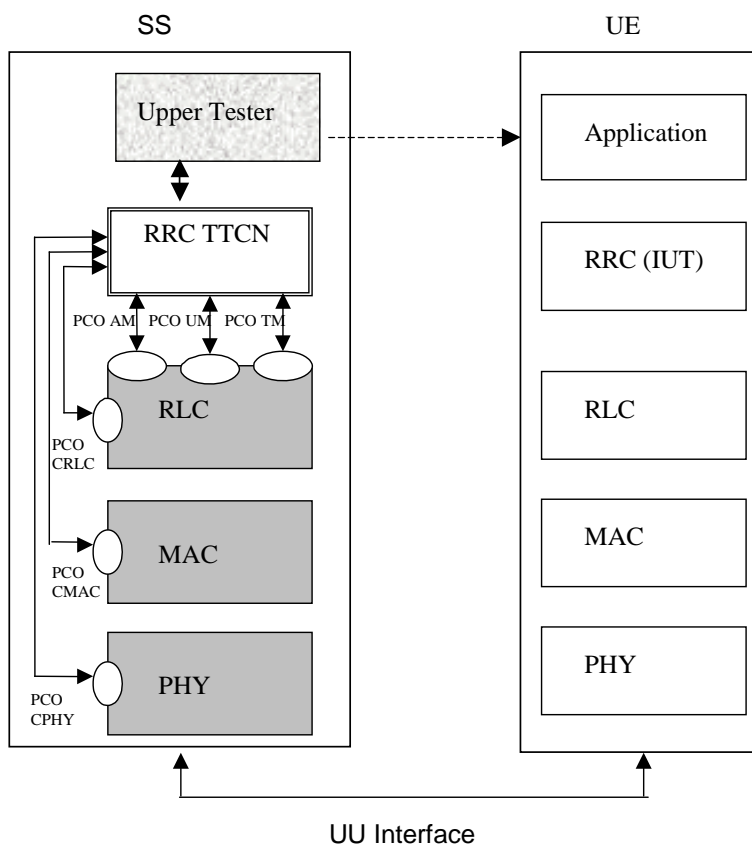 SS
UE
Upper Tester
Application
RRC TTCN
RRC (IUT)
PCO AM
PCO UM
PCO TM
RLC
RLC
PCO
CRLC
MAC
MAC
PCO
CMAC
PHY
PHY
PCO
CPHY
UU Interface